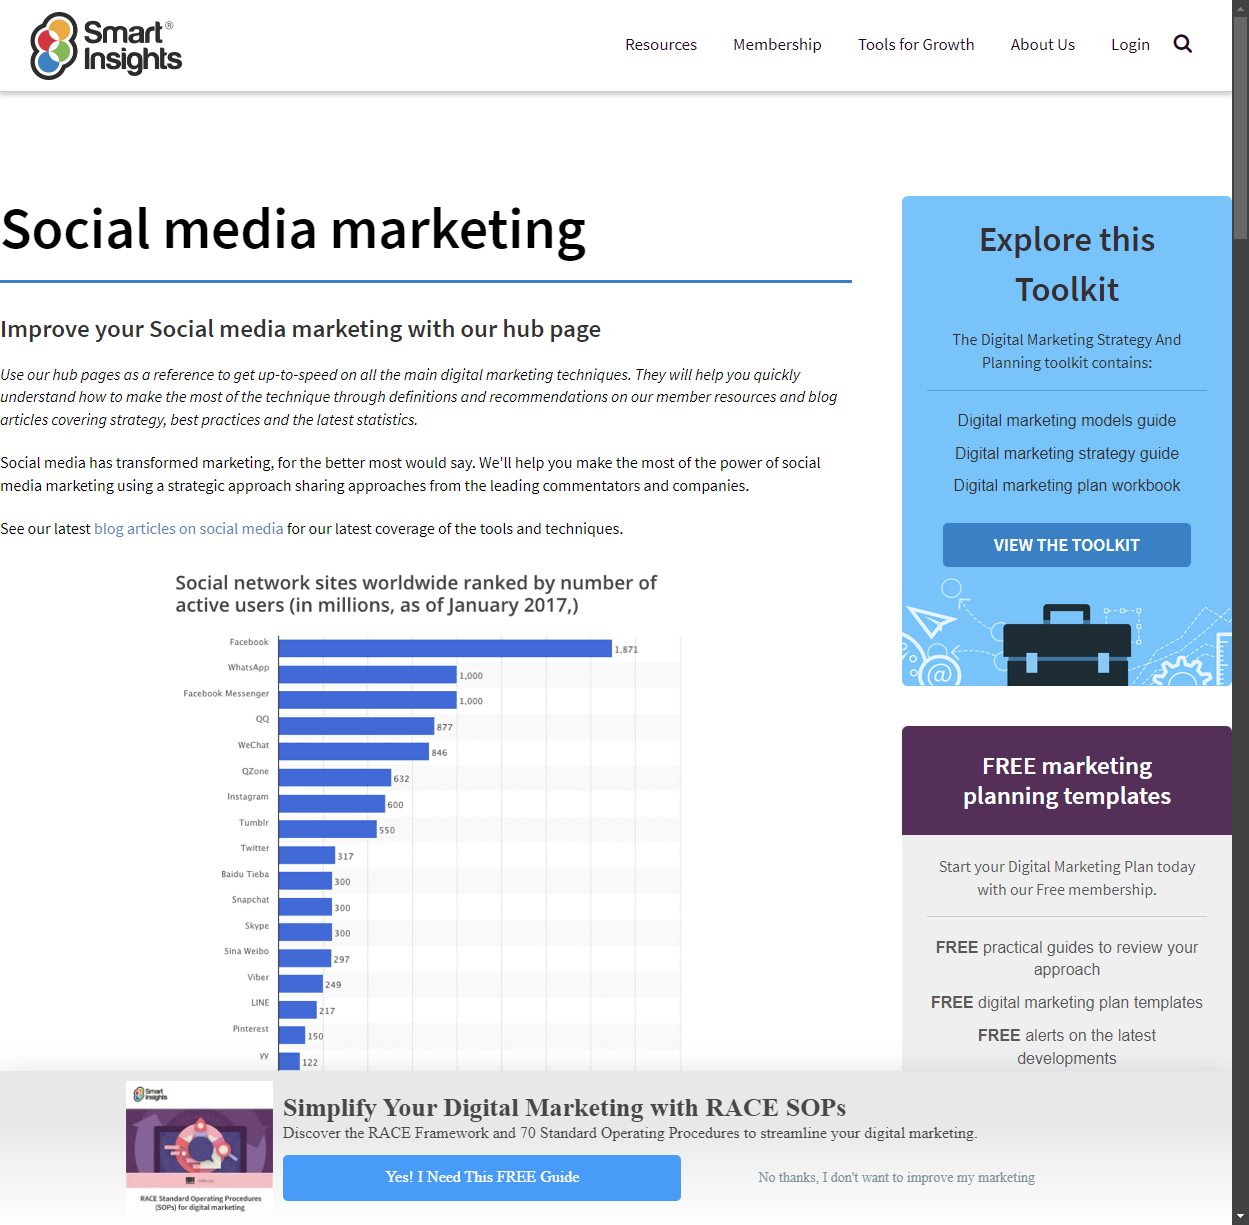 Smart®
Insights
Resources
Membership
Tools for Growth
About Us
Login
Social media marketing
Improve your Social media marketing with our hub page
Use our hub pages as a reference to get up-to-speed on all the main digital marketing techniques. They will help you quickly
understand how to make the most of the technique through definitions and recommendations on our member resources and blog
articles covering strategy, best practices and the latest statistics.
Social media has transformed marketing, for the better most would say. We'll help you make the most of the power of social
media marketing using a strategic approach sharing approaches from the leading commentators and companies.
See our latest blog articles on social media for our latest coverage of the tools and techniques.
Social network sites worldwide ranked by number of
active users (in millions, as of January 2017,)
Facebook 1,871
WhatsApp 1,000
Facebook Messenger 1,000
QQ 877
WeChat 846
QZone 632
Instagram 600
Tumblr 550
Twitter 317
Baidu Tieba 300
Snapchat 300
Skype 300
Sina Weibo 297
Viber 249
LINE 217
Pinterest 150
yy 122
Explore this
Toolkit
The Digital Marketing Strategy And
Planning toolkit contains:
Digital marketing models guide
Digital marketing strategy guide
Digital marketing plan workbook
VIEW THE TOOLKIT
@
FREE marketing
planning templates
Start your Digital Marketing Plan today
with our Free membership.
FREE practical guides to review your
approach
FREE digital marketing plan templates
FREE alerts on the latest
developments
Smart
Insights
RACE Standard Operating Procedures
(SOPs) for digital marketing
Simplify Your Digital Marketing with RACE SOPs
Discover the RACE Framework and 70 Standard Operating Procedures to streamline your digital marketing.
Yes! I Need This FREE Guide
No thanks, I don't want to improve my marketing